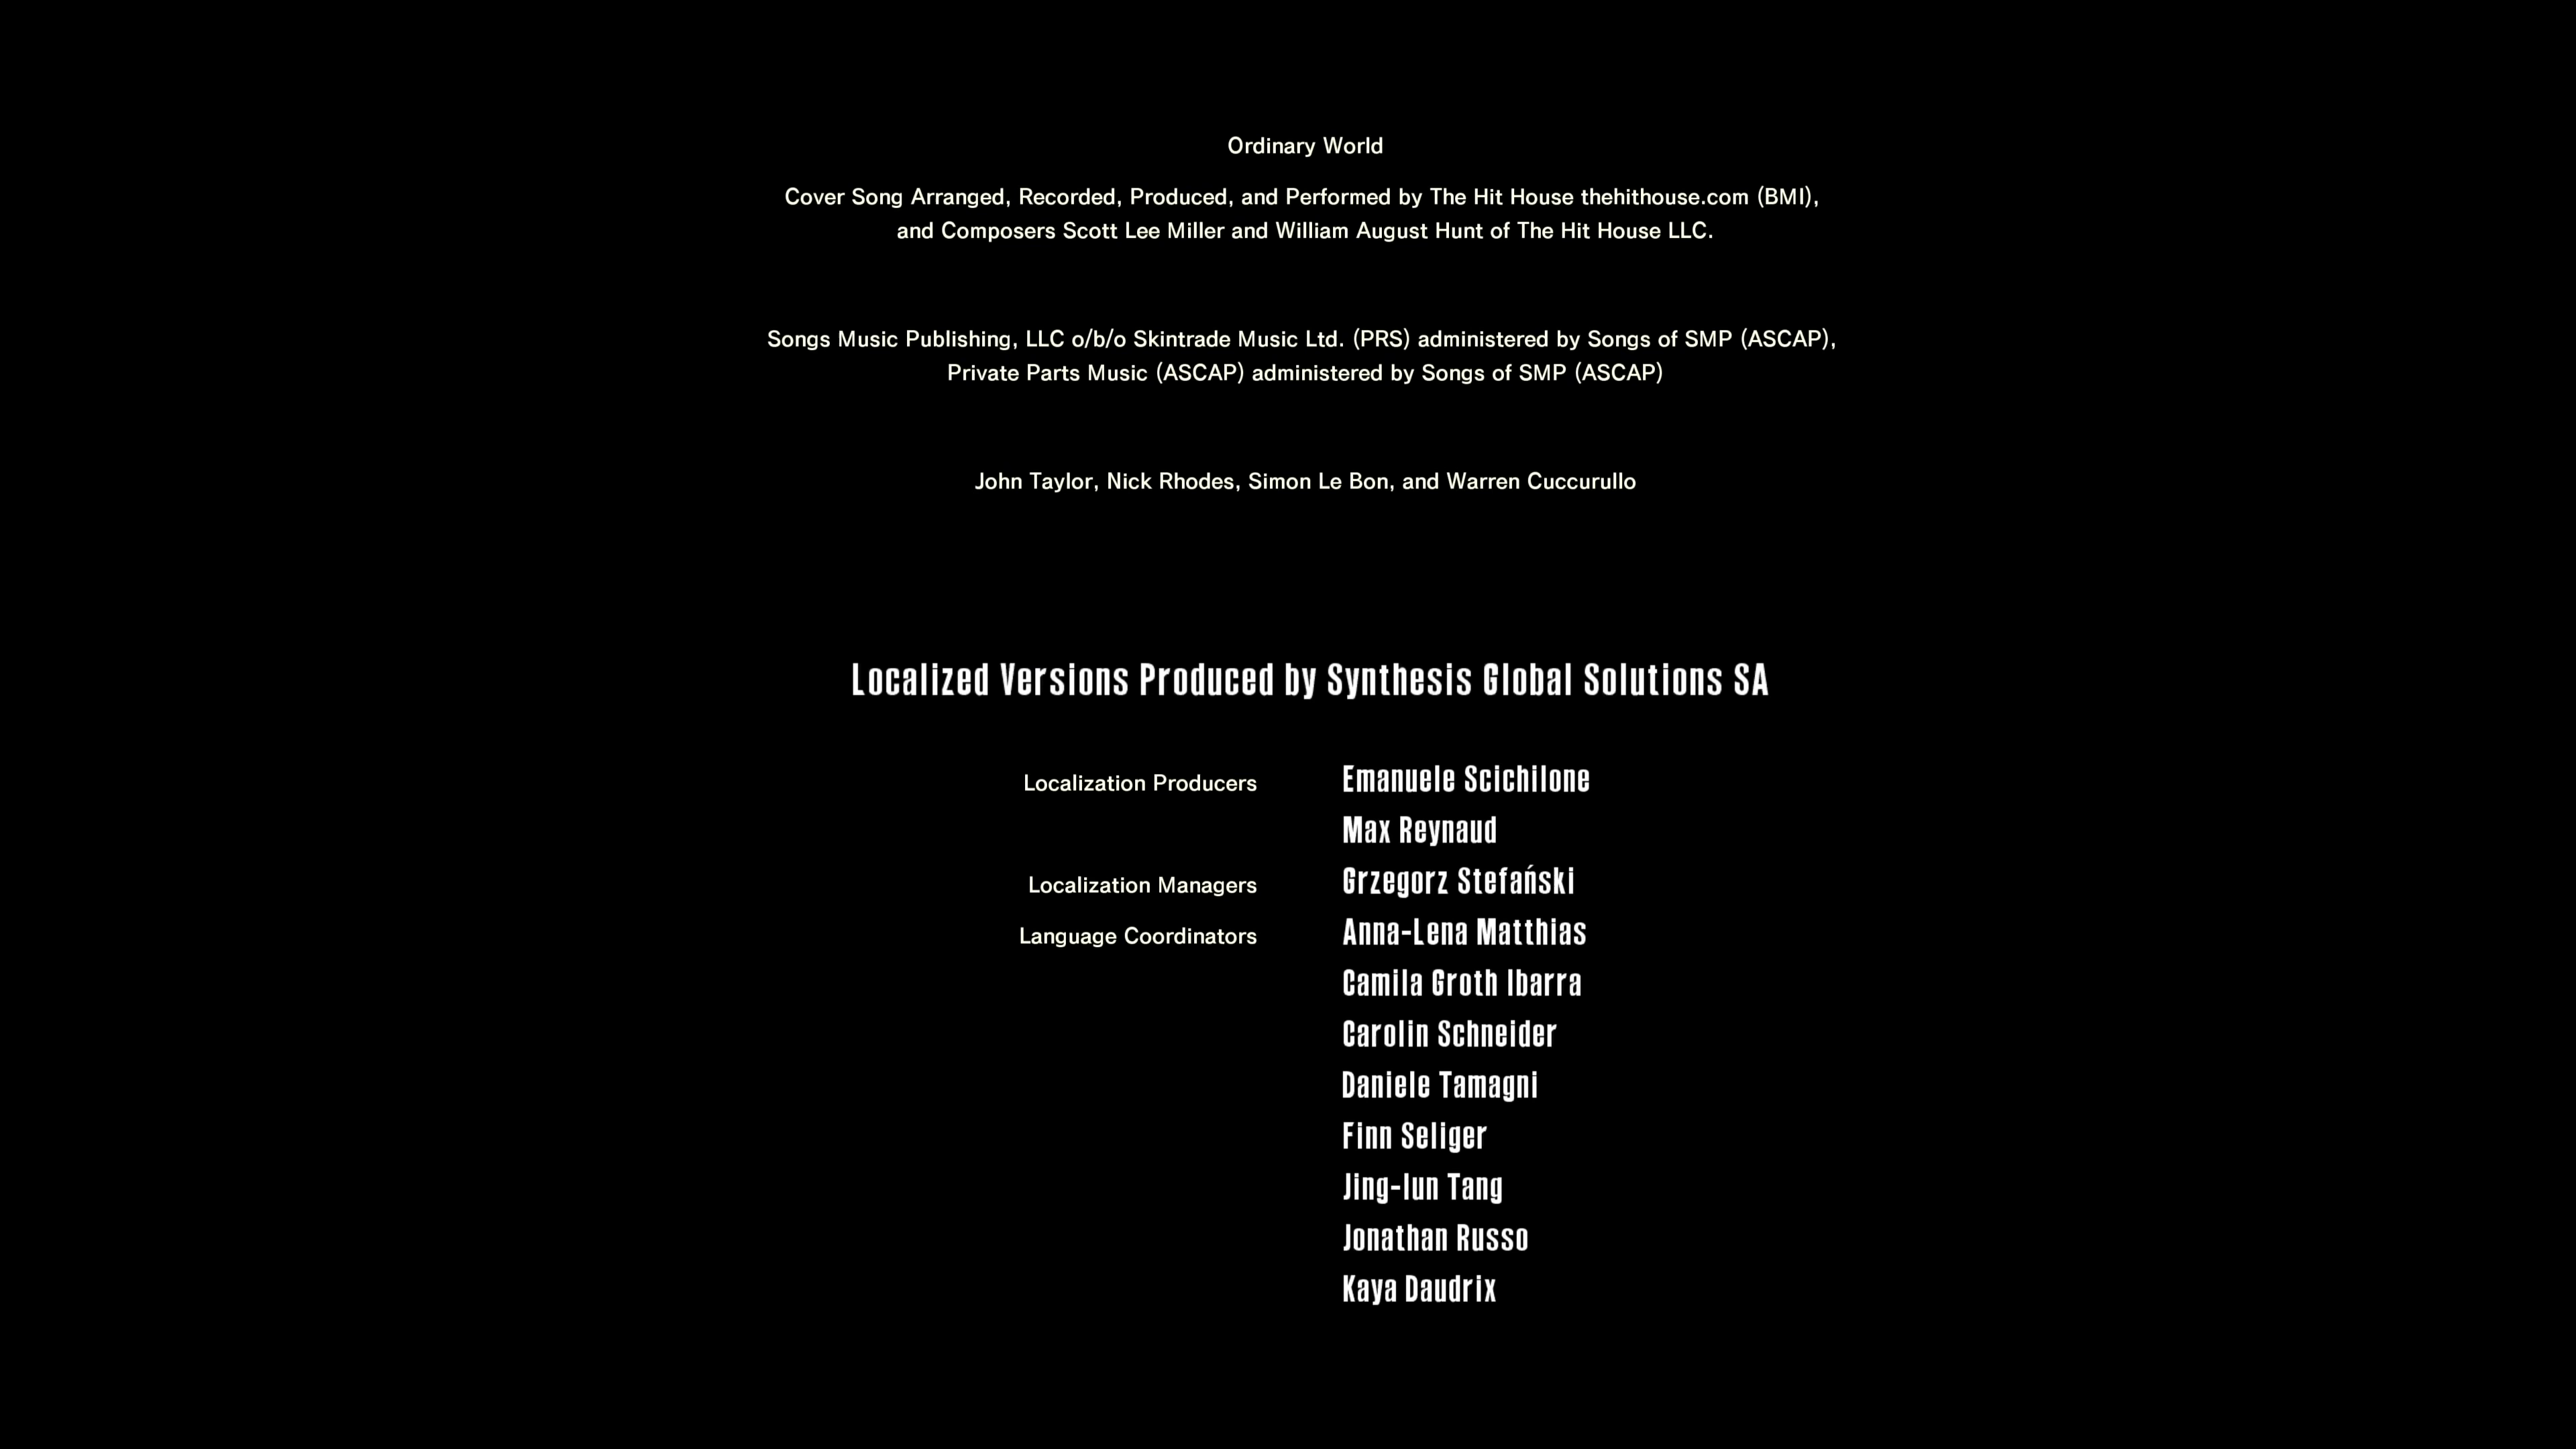 Ordinary World
Cover Song Arranged, Recorded, Produced, and Performed by The Hit House thehithouse.com (BMI),
and Composers Scott Lee Miller and William August Hunt of The Hit House LLC.
Songs Music Publishing, LLC o/b/o Skintrade Music Ltd. (PRS) administered by Songs of SMP (ASCAP),
Private Parts Music (ASCAP) administered by Songs of SMP (ASCAP)
John Taylor, Nick Rhodes, Simon Le Bon, and Warren Cuccurullo
Localized Versions Produced by Synthesis Global Solutions SA
Localization Producers Emanuele Scichilone
Max Reynaud
Localization Managers Grzegorz Stefański
Language Coordinators Anna-Lena Matthias
Camila Groth Ibarra
Carolin Schneider
Daniele Tamagni
Finn Seliger
Jing-lun Tang
Jonathan Russo
Kaya Daudrix